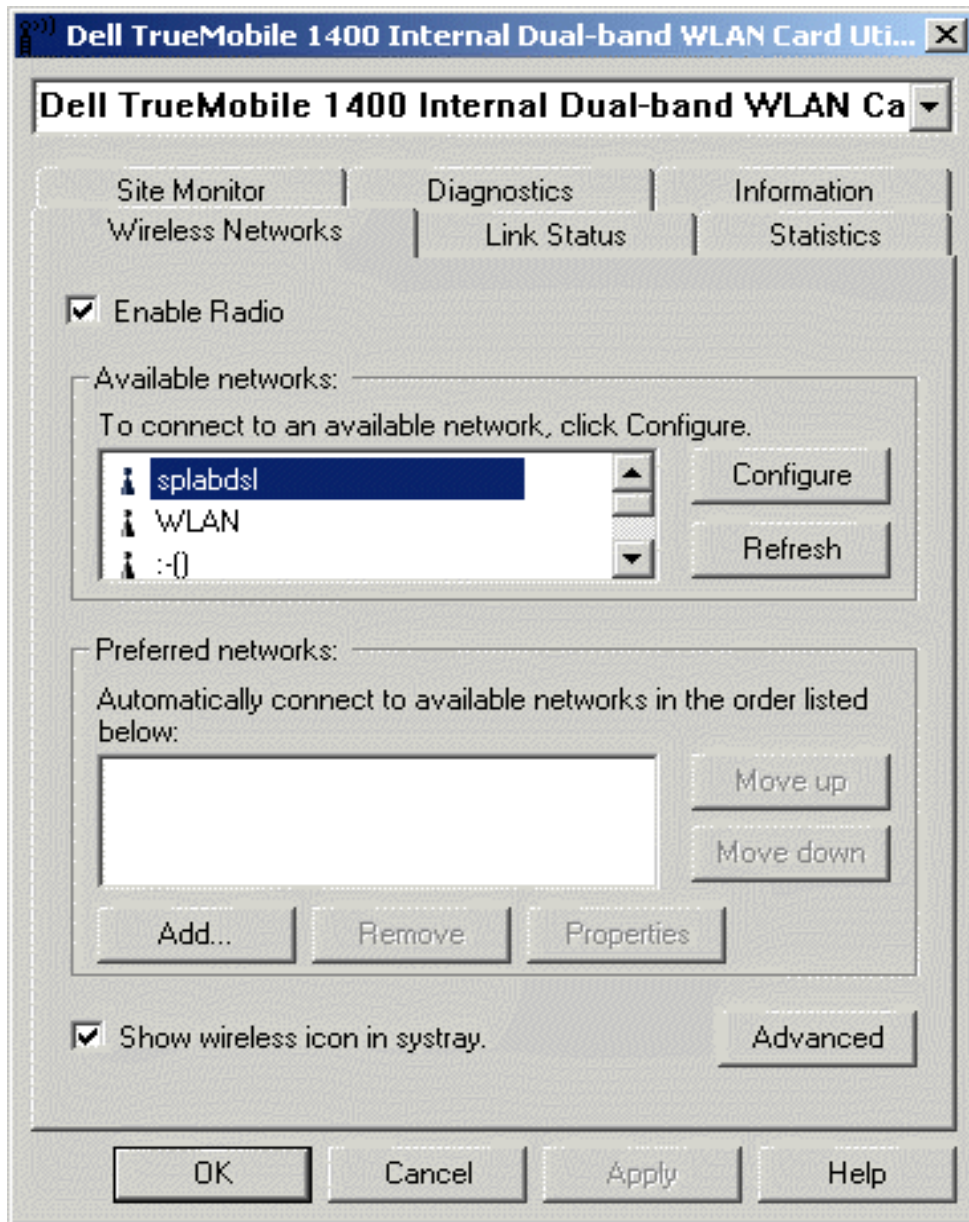 Dell TrueMobile 1400 Internal Dual-band WLAN Card Uti...
Dell TrueMobile 1400 Internal Dual-band WLAN Ca
Site Monitor
Diagnostics
Information
Wireless Networks
Link Status
Statistics
Enable Radio
Available networks:
To connect to an available network, click Configure.
splabdsl
WLAN
:-()
Configure
Refresh
Preferred networks:
Automatically connect to available networks in the order listed
below:
Move up
Move down
Add...
Remove
Properties
Show wireless icon in systray.
Advanced
OK
Cancel
Apply
Help